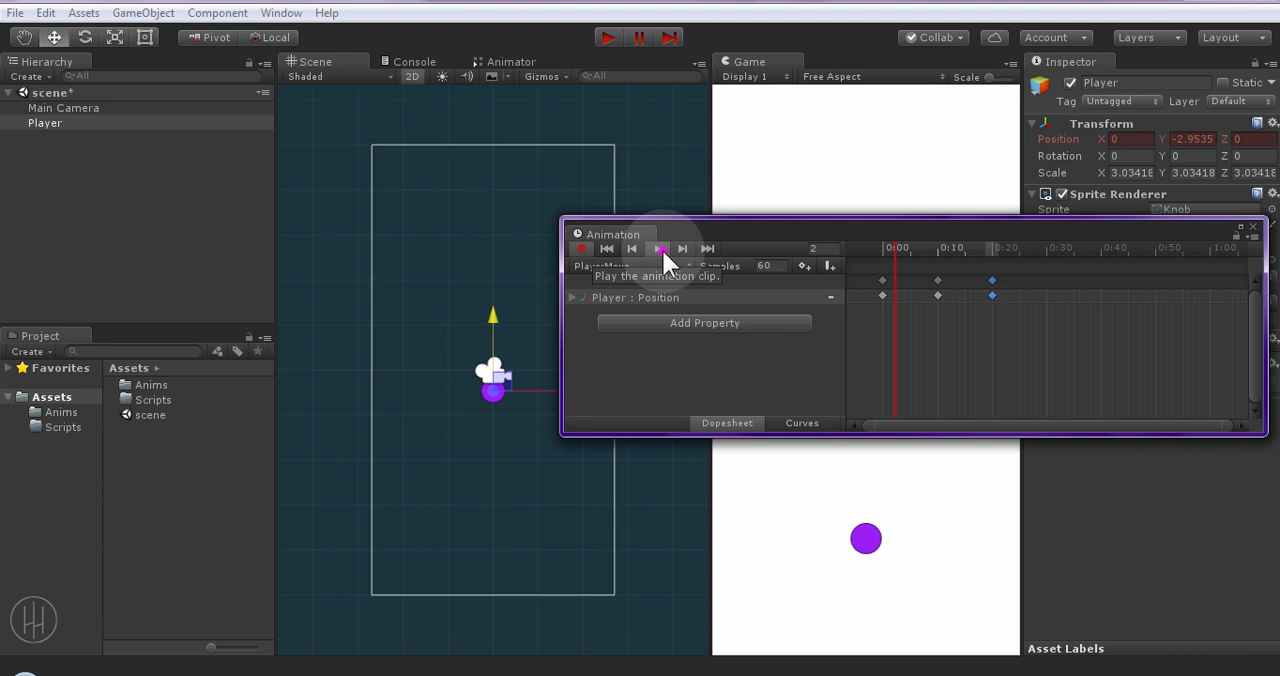 File Edit Assets GameObject Component Window Help
Pivot Local Collab Account Layers Layout
Hierarchy Scene Console Animator Game Inspector
Create All Shaded 2D Gizmos All Display 1 Free Aspect Scale Player Static
scene*
Tag Untagged Layer Default
Main Camera
Player
Transform
Position X 0 Y -2.9535 Z 0
Rotation X 0 Y 0 Z 0
Scale X 3.03418 Y 3.03418 Z 3.03418
Sprite Renderer
Sprite Knob
Animation
2 0:00 0:10 0:20 0:30 0:40 0:50 1:00
PlayerMove Samples 60
Play the animation clip.
Player : Position
Add Property
Dopesheet Curves
Project
Create
Favorites Assets
Anims
Assets Scripts
Anims scene
Scripts
Asset Labels